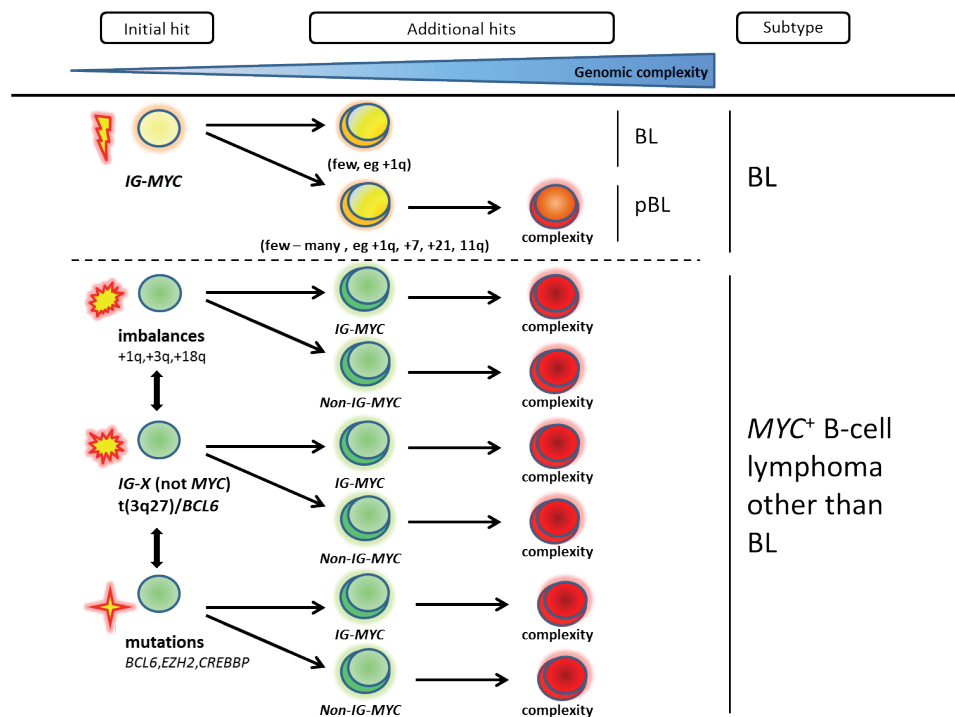 Initial hit
Additional hits
Subtype
Genomic complexity
IG-MYC
(few, eg +1q)
BL
(few – many , eg +1q, +7, +21, 11q)
complexity
pBL
BL
imbalances
+1q,+3q,+18q
IG-MYC
complexity
Non-IG-MYC
complexity
IG-X (not MYC)
t(3q27)/BCL6
IG-MYC
complexity
Non-IG-MYC
complexity
mutations
BCL6,EZH2,CREBBP
IG-MYC
complexity
Non-IG-MYC
complexity
MYC⁺ B-cell
lymphoma
other than
BL